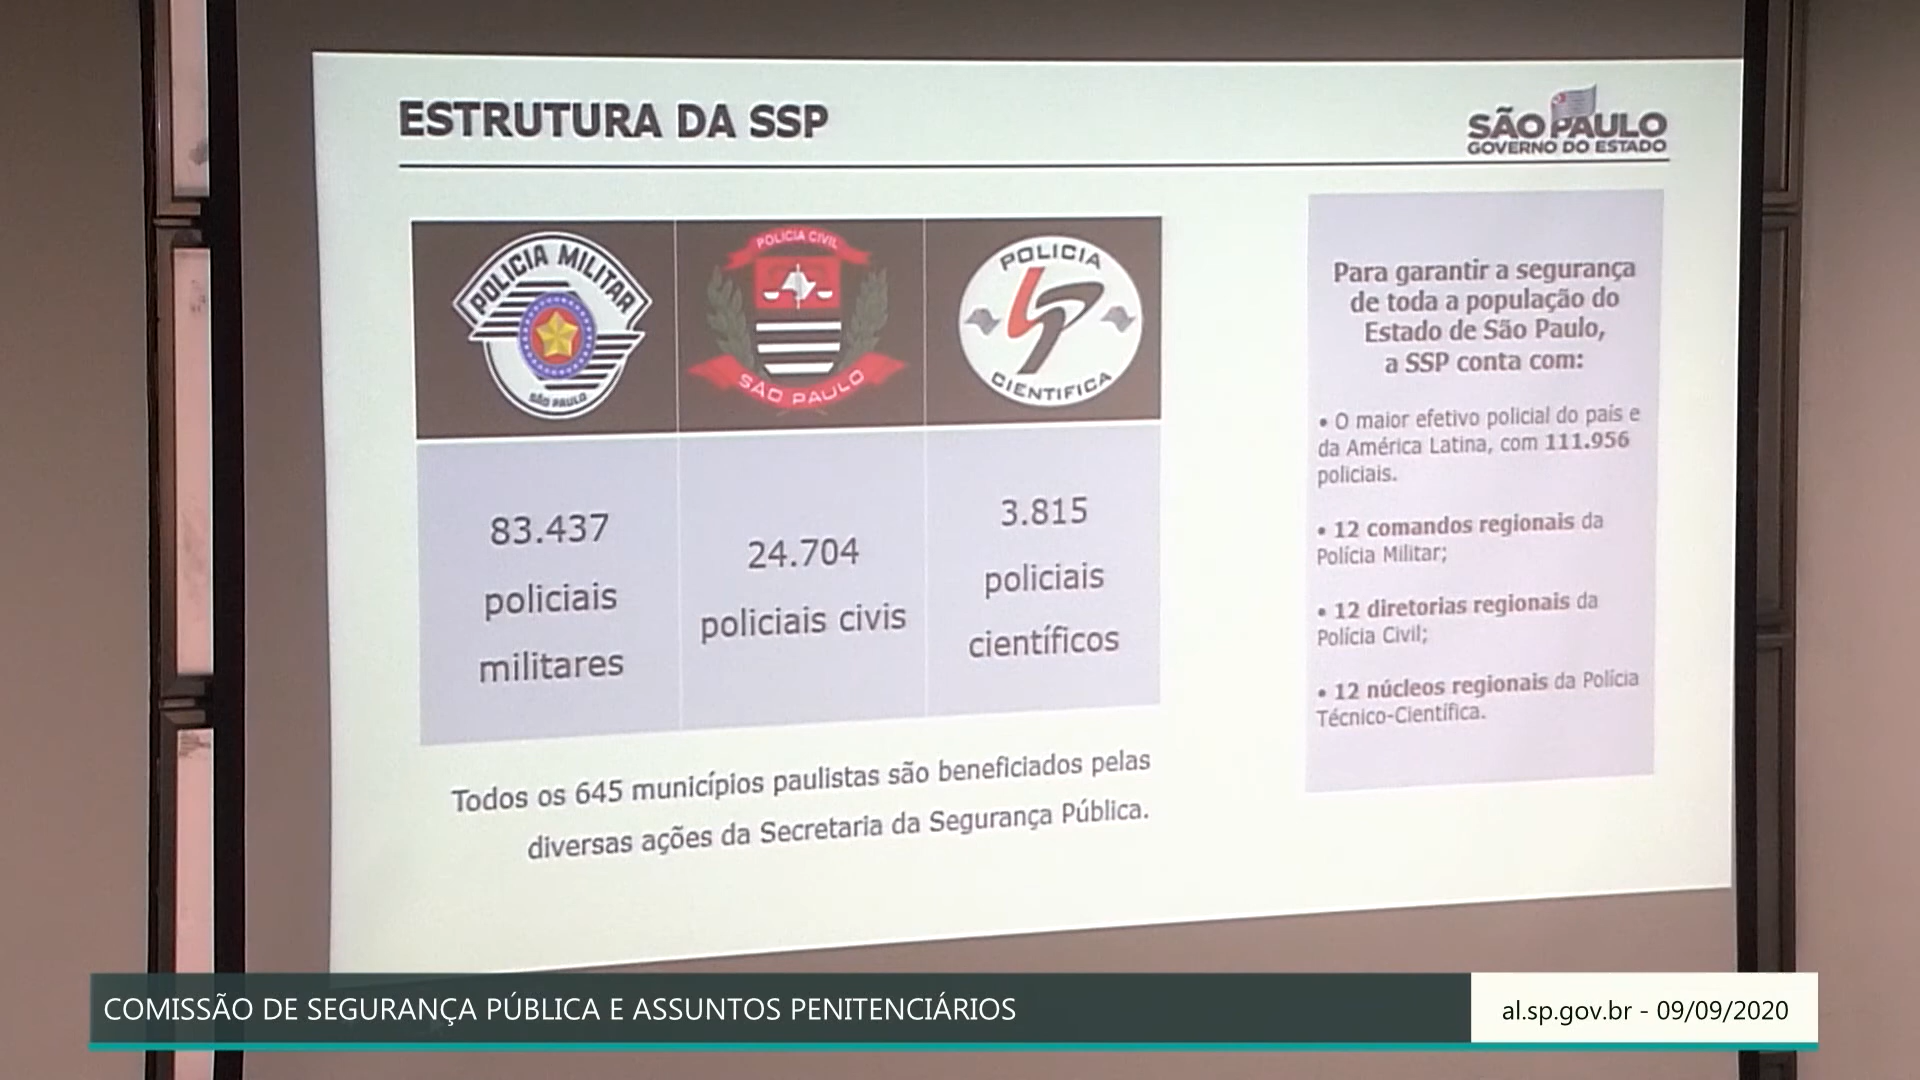 ESTRUTURA DA SSP
SÃO PAULO
GOVERNO DO ESTADO
POLICIA MILITAR
SÃO PAULO
POLICIA CIVIL
SÃO PAULO
POLICIA
CIENTIFICA
83.437
policiais
militares
24.704
policiais civis
3.815
policiais
científicos
Todos os 645 municípios paulistas são beneficiados pelas
diversas ações da Secretaria da Segurança Pública.
Para garantir a segurança
de toda a população do
Estado de São Paulo,
a SSP conta com:
• O maior efetivo policial do país e
da América Latina, com 111.956
policiais.
• 12 comandos regionais da
Polícia Militar;
• 12 diretorias regionais da
Polícia Civil;
• 12 núcleos regionais da Polícia
Técnico-Científica.
COMISSÃO DE SEGURANÇA PÚBLICA E ASSUNTOS PENITENCIÁRIOS
al.sp.gov.br - 09/09/2020